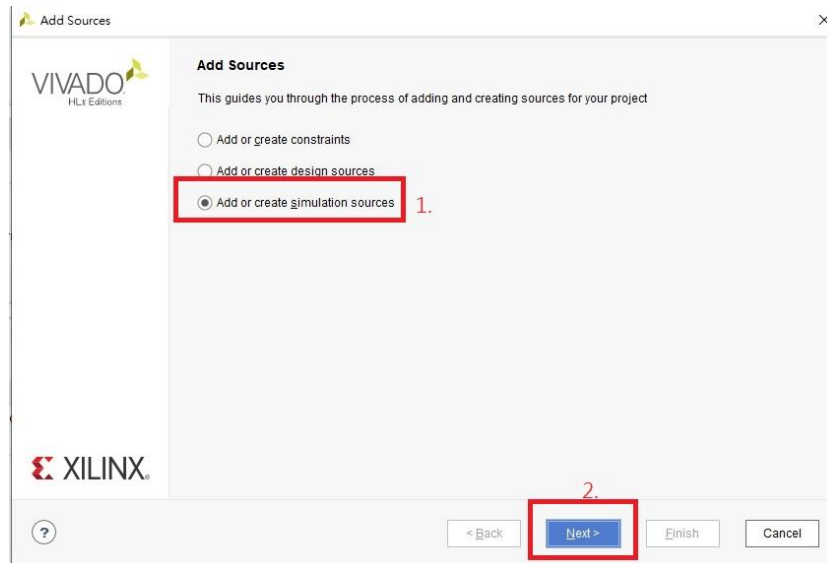 Add Sources
VIVADO
HLx Editions
Add Sources
This guides you through the process of adding and creating sources for your project
Add or create constraints
Add or create design sources
Add or create simulation sources
1.
XILINX
2.
?
< Back
Next >
Finish
Cancel